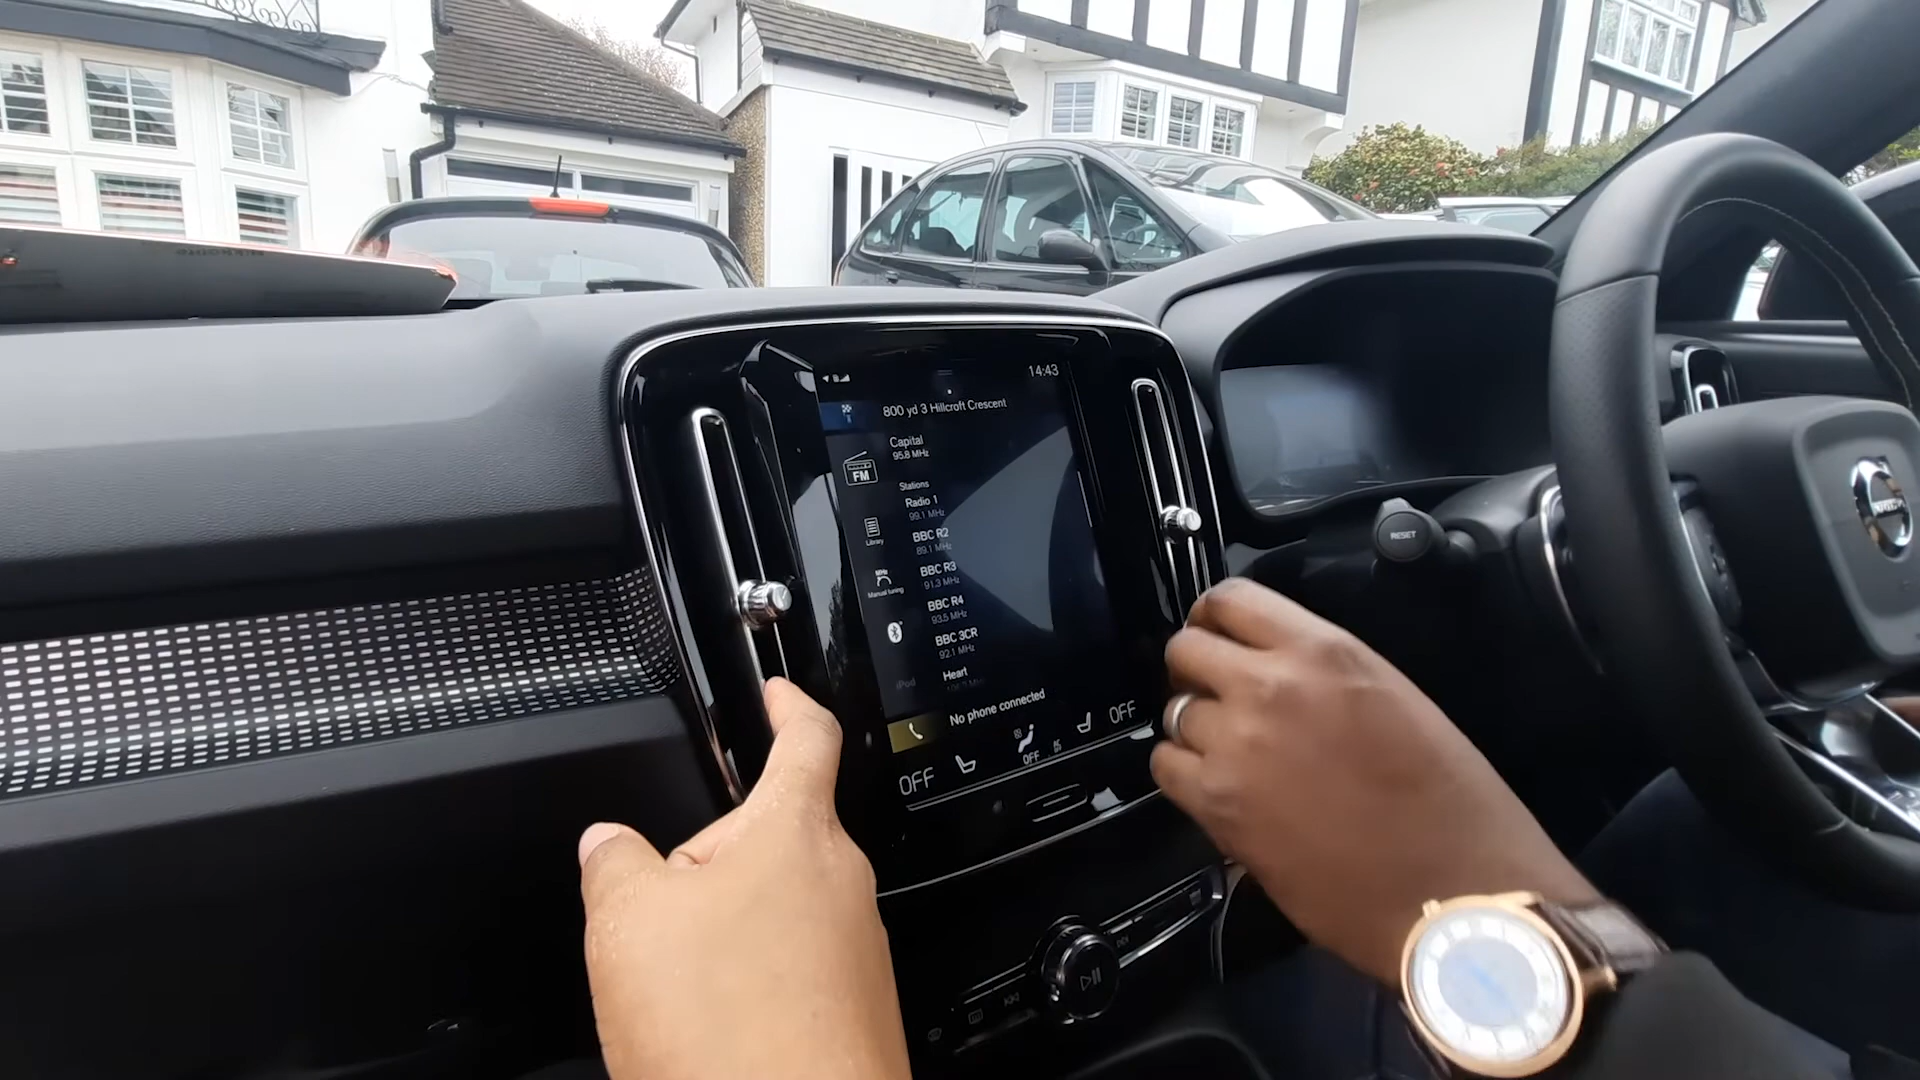 14:43
800 yd 3 Hillcroft Crescent
Capital
95.8 MHz
FM
Stations
Radio 1
99.1 MHz
BBC R2
89.1 MHz
Library
BBC R3
91.3 MHz
MHz
Manual tuning
BBC R4
93.5 MHz
BBC 3CR
92.1 MHz
Heart
iPod
No phone connected
OFF
OFF
OFF
RESET